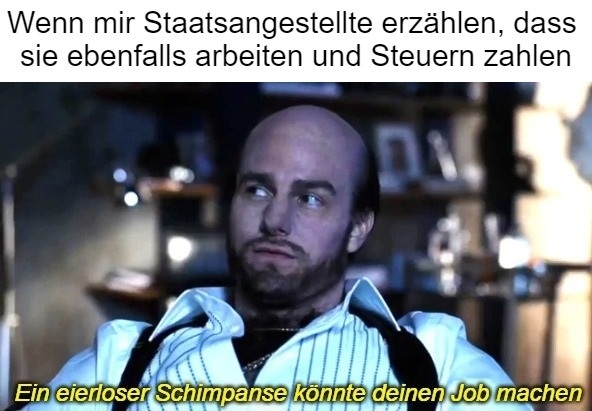 Wenn mir Staatsangestellte erzählen, dass
sie ebenfalls arbeiten und Steuern zahlen
Ein eierloser Schimpanse könnte deinen Job machen